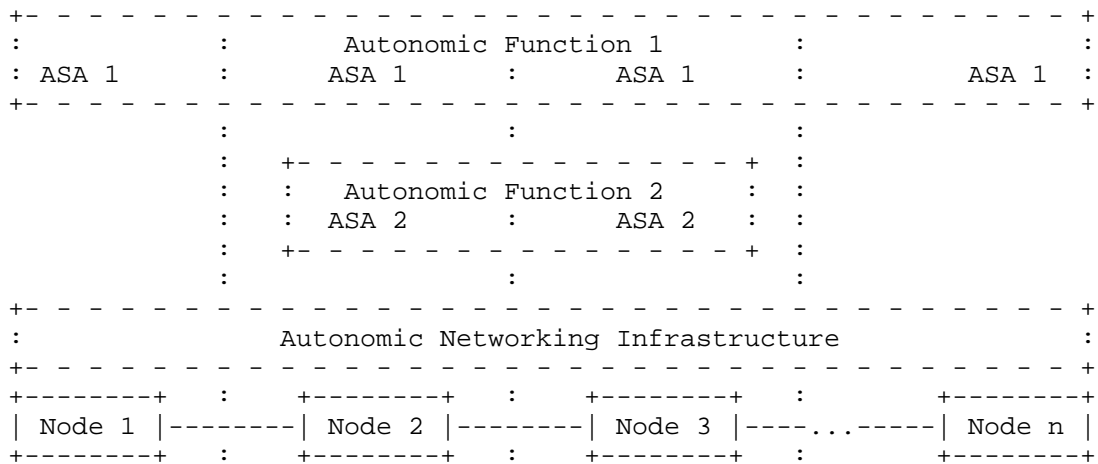 Autonomic Function 1
ASA 1 ASA 1 ASA 1 ASA 1
Autonomic Function 2
ASA 2 ASA 2
Autonomic Networking Infrastructure
Node 1 Node 2 Node 3 ... Node n